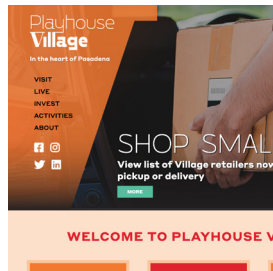 Playhouse
Village
In the heart of Pasadena
VISIT
LIVE
INVEST
ACTIVITIES
ABOUT
SHOP SMAL
View list of Village retailers now
pickup or delivery
MORE
WELCOME TO PLAYHOUSE V